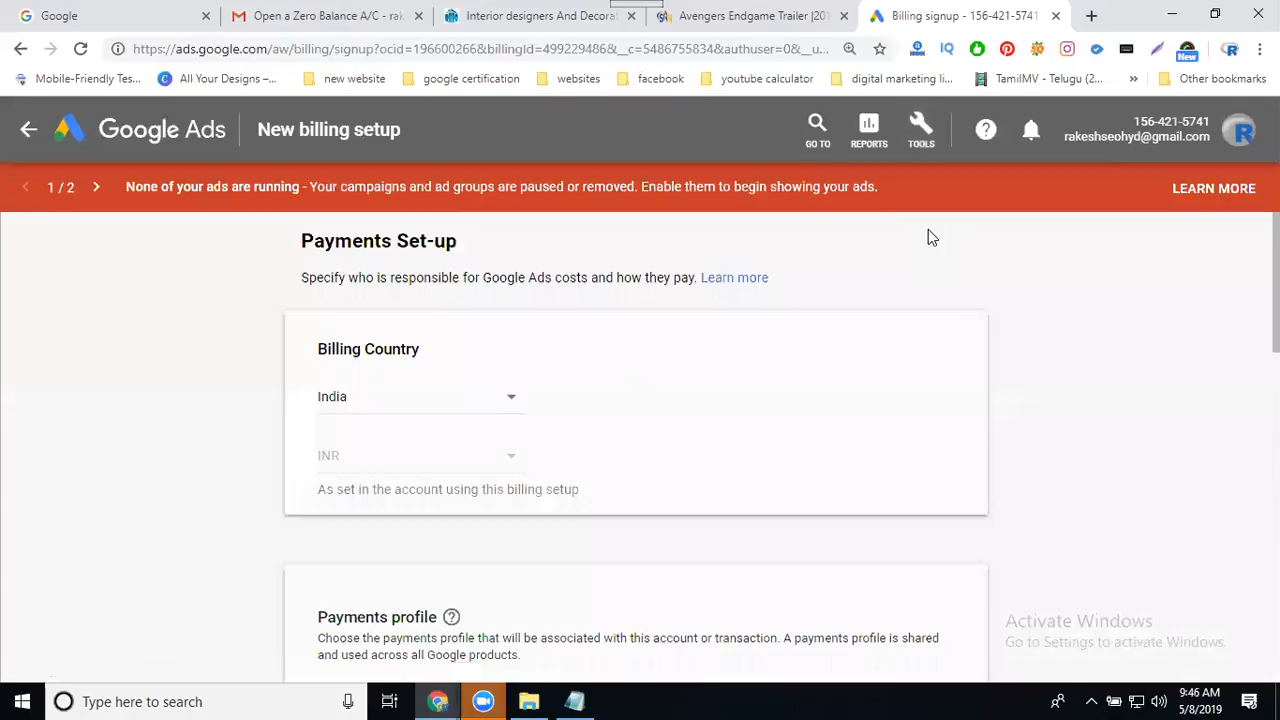 Google
Open a Zero Balance A/C - rak
Interior designers And Decorat
Avengers Endgame Trailer [201
Billing signup - 156-421-5741
https://ads.google.com/aw/billing/signup?ocid=196600266&billingId=499229486&__c=5486755834&authuser=0&__u...
Mobile-Friendly Tes...
All Your Designs –...
new website
google certification
websites
facebook
youtube calculator
digital marketing li...
TamilMV - Telugu (2...
Other bookmarks
New
Google Ads
New billing setup
GO TO
REPORTS
TOOLS
156-421-5741
rakeshseohyd@gmail.com
1 / 2
None of your ads are running - Your campaigns and ad groups are paused or removed. Enable them to begin showing your ads.
LEARN MORE
Payments Set-up
Specify who is responsible for Google Ads costs and how they pay. Learn more
Billing Country
India
INR
As set in the account using this billing setup
Payments profile
Choose the payments profile that will be associated with this account or transaction. A payments profile is shared
and used across all Google products.
Activate Windows
Go to Settings to activate Windows.
Type here to search
9:46 AM
5/8/2019